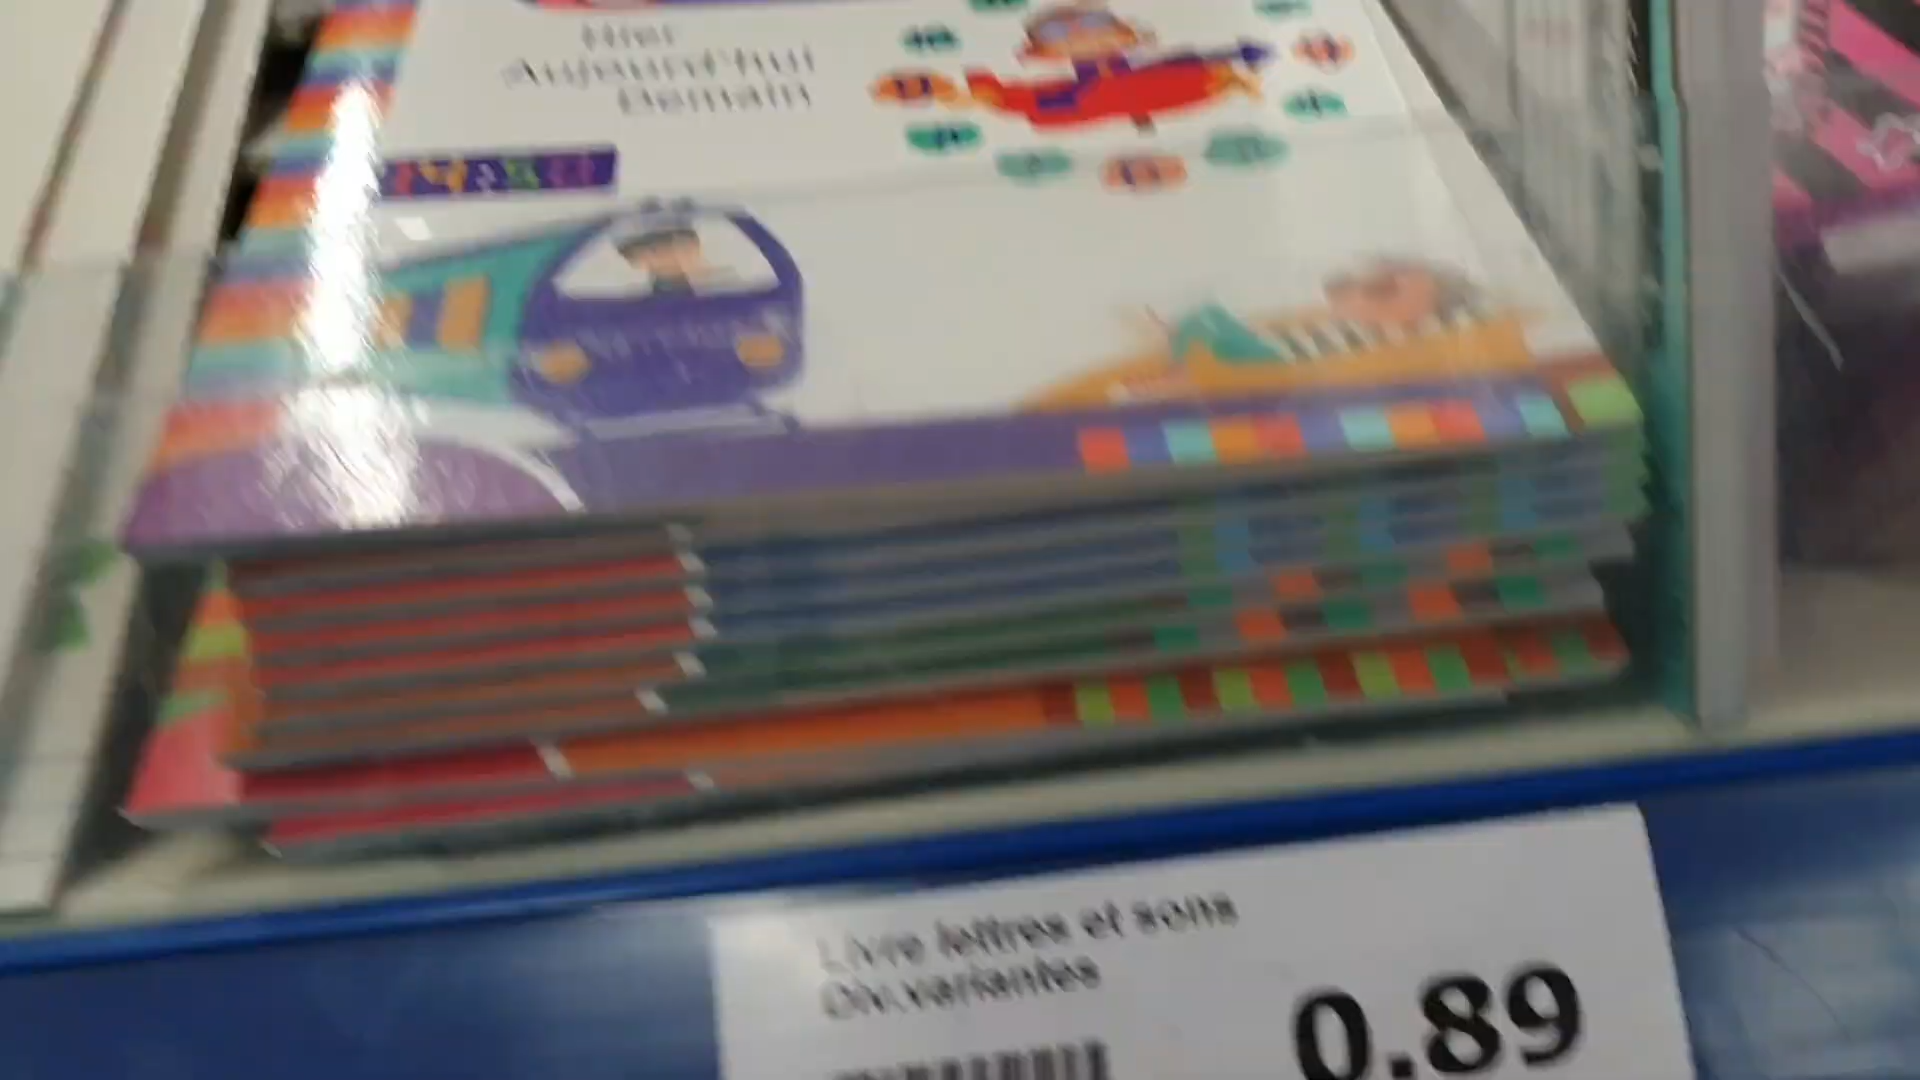 Hier
Aujourd'hui
Demain
Livre lettres et sons
Div.variantes
0.89